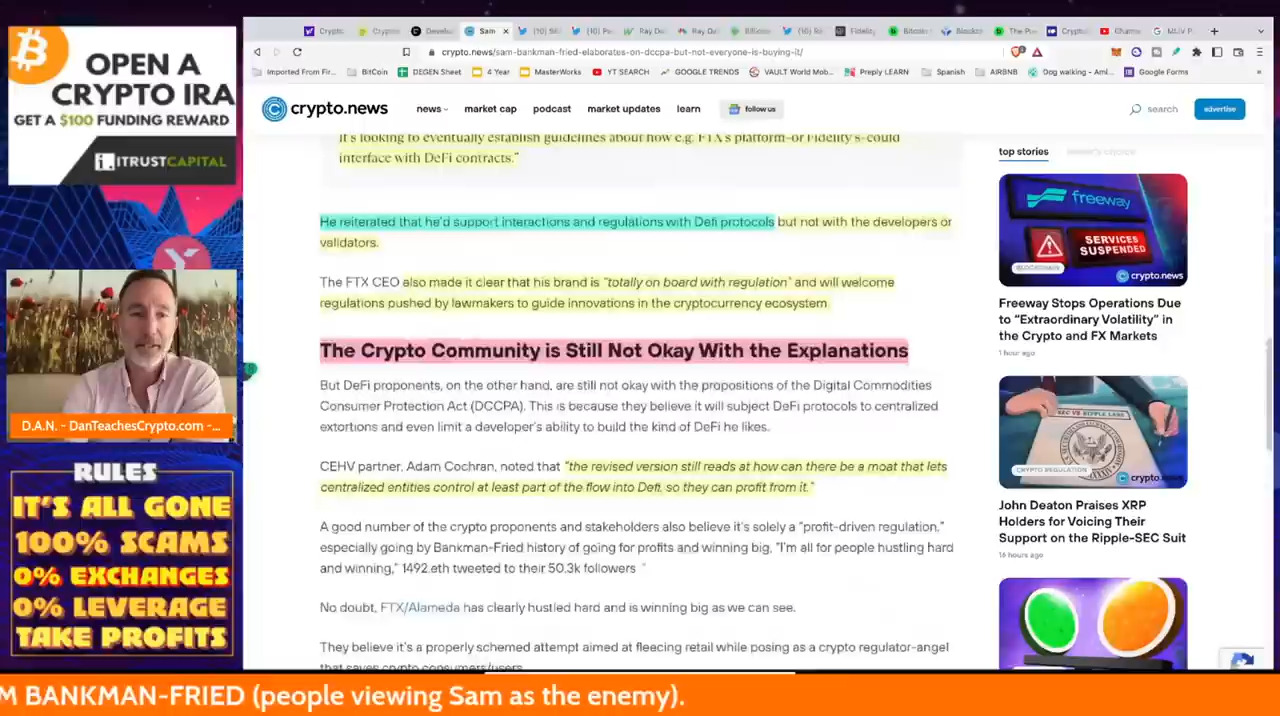 OPEN A
CRYPTO IRA
GET A $100 FUNDING REWARD
ITRUSTCAPITAL
D.A.N. - DanTeachesCrypto.com -...
RULES
IT'S ALL GONE
100% SCAMS
0% EXCHANGES
0% LEVERAGE
TAKE PROFITS
Sam
crypto.news/sam-bankman-fried-elaborates-on-dccpa-but-not-everyone-is-buying-it/
Imported From Fir... BitCoin DEGEN Sheet 4 Year MasterWorks YT SEARCH GOOGLE TRENDS VAULT World Mob... Preply LEARN Spanish AIRBNB Dog walking - Ami... Google Forms
crypto.news news market cap podcast market updates learn follow us search advertise
It's looking to eventually establish guidelines about how e.g. FTX's platform–or Fidelity's–could
interface with DeFi contracts."
He reiterated that he'd support interactions and regulations with Defi protocols but not with the developers or
validators.
The FTX CEO also made it clear that his brand is "totally on board with regulation" and will welcome
regulations pushed by lawmakers to guide innovations in the cryptocurrency ecosystem
The Crypto Community is Still Not Okay With the Explanations
But DeFi proponents, on the other hand, are still not okay with the propositions of the Digital Commodities
Consumer Protection Act (DCCPA). This is because they believe it will subject DeFi protocols to centralized
extortons and even limit a developer's ability to build the kind of DeFi he likes.
CEHV partner, Adam Cochran, noted that "the revised version still reads at how can there be a moat that lets
centralized entities control at least part of the flow into Defi, so they can profit from it."
A good number of the crypto proponents and stakeholders also believe it's solely a "profit-driven regulation,"
especially going by Bankman-Fried history of going for profits and winning big, "I'm all for people hustling hard
and winning," 1492.eth tweeted to their 50.3k followers "
No doubt, FTX/Alameda has clearly hustled hard and is winning big as we can see.
They believe it's a properly schemed attempt aimed at fleecing retail while posing as a crypto regulator-angel
that saves crypto consumers/users
top stories
freeway
SERVICES
SUSPENDED
BLOCKCHAIN
crypto.news
Freeway Stops Operations Due
to "Extraordinary Volatility" in
the Crypto and FX Markets
1 hour ago
SEC VS RIPPLE LABS
CRYPTO REGULATION
crypto.news
John Deaton Praises XRP
Holders for Voicing Their
Support on the Ripple-SEC Suit
16 hours ago
M BANKMAN-FRIED (people viewing Sam as the enemy).